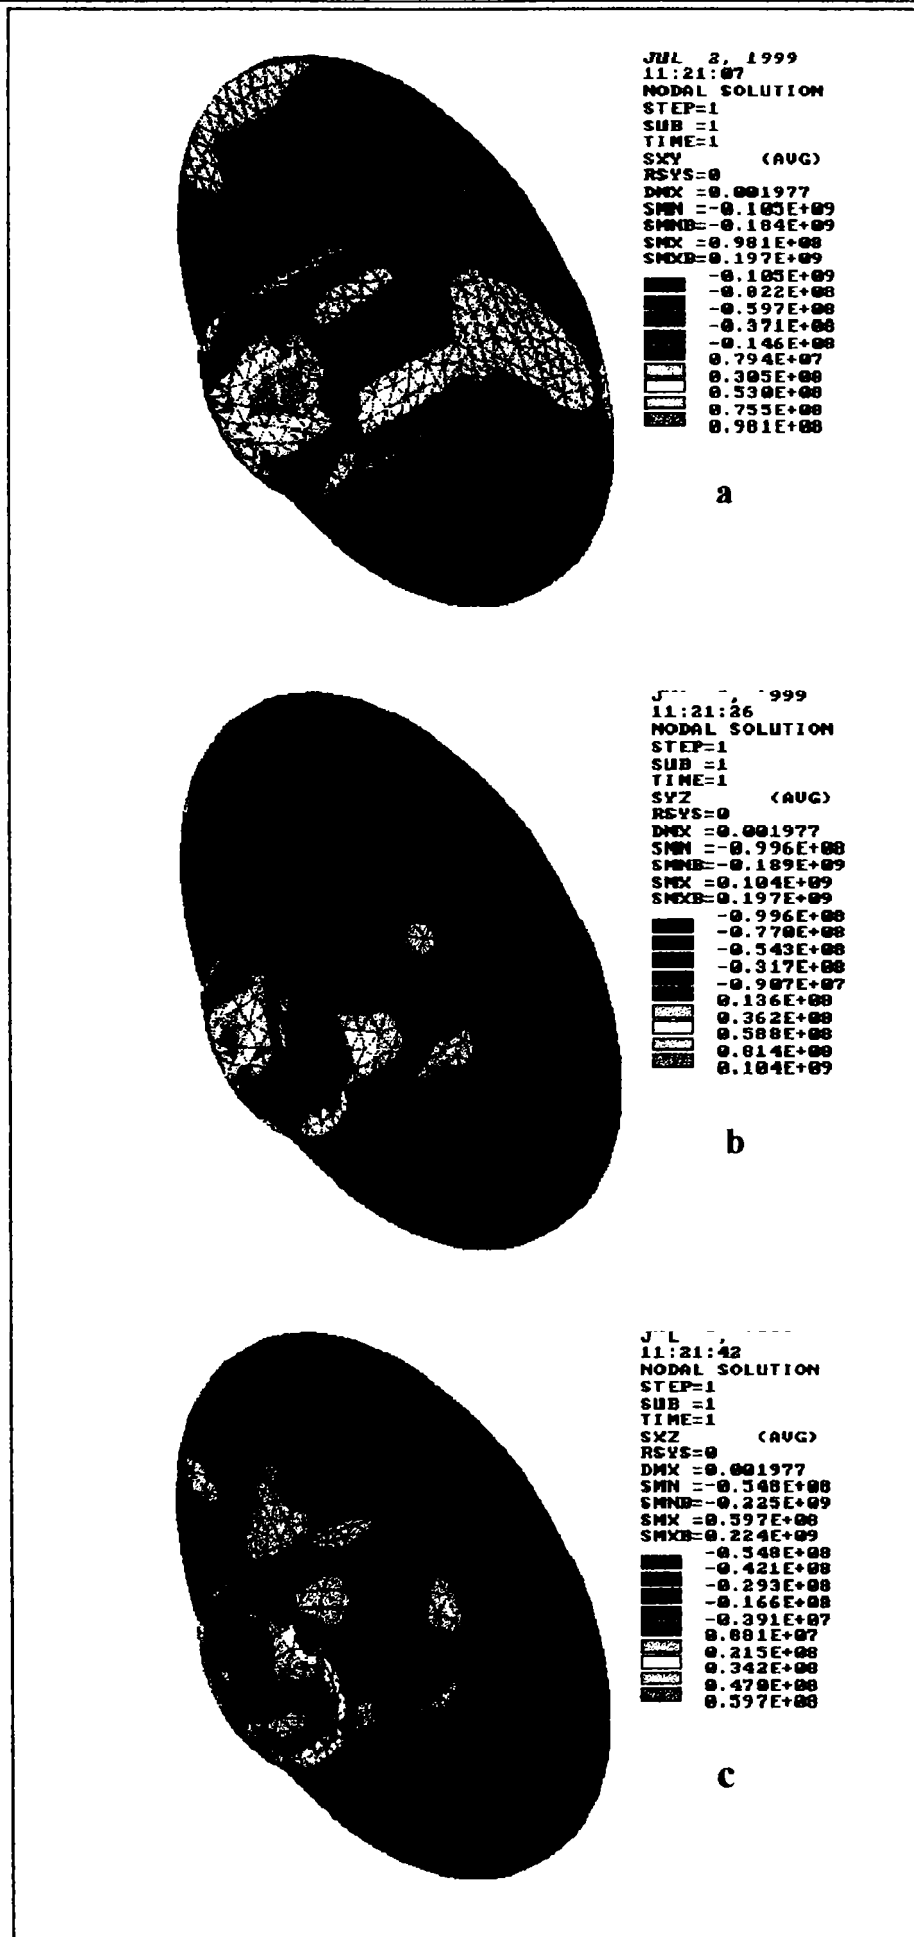 JUL 2, 1999
11:21:07
NODAL SOLUTION
STEP=1
SUB =1
TIME=1
SXY (AVG)
RSYS=0
DMX =0.001977
SMN =-0.105E+09
SMNB=-0.184E+09
SMX =0.981E+08
SMXB=0.197E+09
-0.105E+09
-0.822E+08
-0.597E+08
-0.371E+08
-0.146E+08
0.794E+07
0.305E+08
0.530E+08
0.755E+08
0.981E+08
a
999
11:21:26
NODAL SOLUTION
STEP=1
SUB =1
TIME=1
SYZ (AVG)
RSYS=0
DMX =0.001977
SMN =-0.996E+08
SMNB=-0.189E+09
SMX =0.104E+09
SMXB=0.197E+09
-0.996E+08
-0.770E+08
-0.543E+08
-0.317E+08
-0.907E+07
0.136E+08
0.362E+08
0.588E+08
0.814E+08
0.104E+09
b
11:21:42
NODAL SOLUTION
STEP=1
SUB =1
TIME=1
SXZ (AVG)
RSYS=0
DMX =0.001977
SMN =-0.548E+08
SMNB=-0.225E+09
SMX =0.597E+08
SMXB=0.224E+09
-0.548E+08
-0.421E+08
-0.293E+08
-0.166E+08
-0.391E+07
0.881E+07
0.215E+08
0.342E+08
0.470E+08
0.597E+08
c